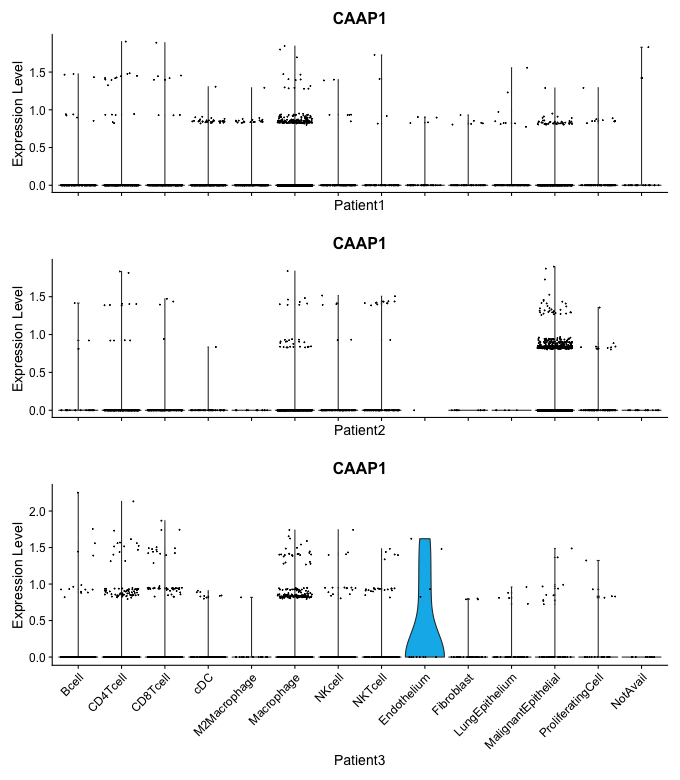 CAAP1
Expression Level
1.5
1.0
0.5
0.0
Patient1
CAAP1
Expression Level
1.5
1.0
0.5
0.0
Patient2
CAAP1
Expression Level
2.0
1.5
1.0
0.5
0.0
Bcell
CD4Tcell
CD8Tcell
cDC
M2Macrophage
Macrophage
NKcell
NKTcell
Endothelium
Fibroblast
LungEpithelium
MalignantEpithelial
ProliferatingCell
NotAvail
Patient3